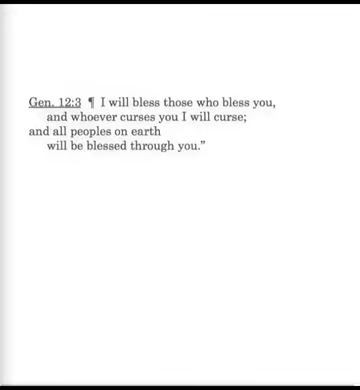 Gen. 12:3 ¶ I will bless those who bless you,
and whoever curses you I will curse;
and all peoples on earth
will be blessed through you.”